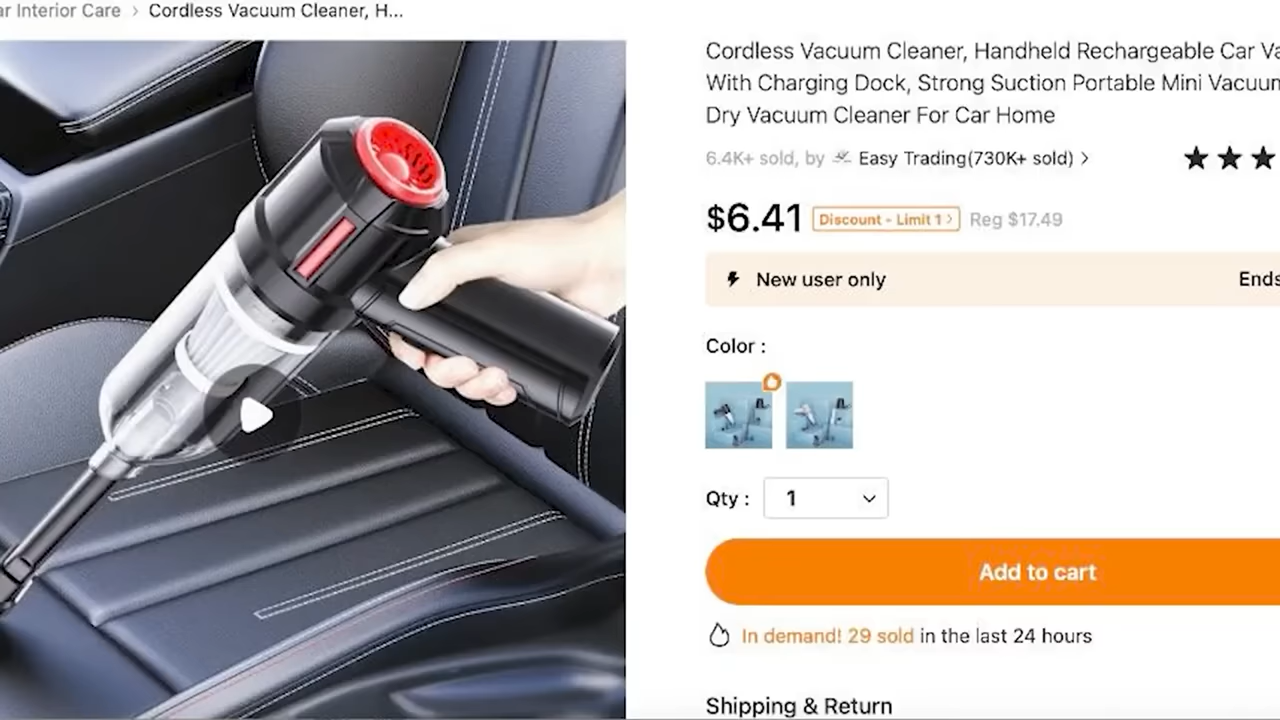 Interior Care > Cordless Vacuum Cleaner, H...
Cordless Vacuum Cleaner, Handheld Rechargeable Car
With Charging Dock, Strong Suction Portable Mini Vacuum
Dry Vacuum Cleaner For Car Home
6.4K+ sold, by Easy Trading(730K+ sold) >
$6.41 Discount - Limit 1 > Reg $17.49
New user only Ends
Color :
Qty : 1
Add to cart
In demand! 29 sold in the last 24 hours
Shipping & Return